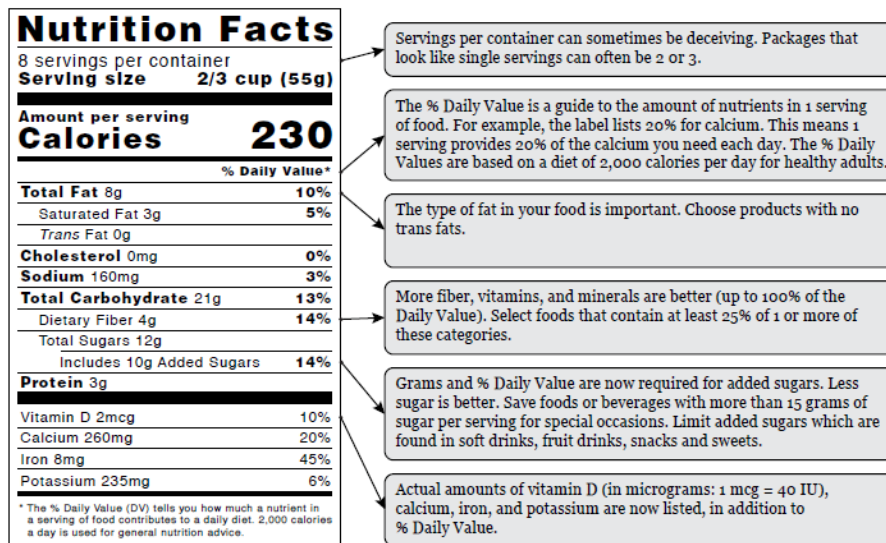 Nutrition Facts
8 servings per container
Serving size 2/3 cup (55g)
Amount per serving
Calories 230
% Daily Value*
Total Fat 8g 10%
Saturated Fat 3g 5%
Trans Fat 0g
Cholesterol 0mg 0%
Sodium 160mg 3%
Total Carbohydrate 21g 13%
Dietary Fiber 4g 14%
Total Sugars 12g
Includes 10g Added Sugars 14%
Protein 3g
Vitamin D 2mcg 10%
Calcium 260mg 20%
Iron 8mg 45%
Potassium 235mg 6%
* The % Daily Value (DV) tells you how much a nutrient in
a serving of food contributes to a daily diet. 2,000 calories
a day is used for general nutrition advice.
Servings per container can sometimes be deceiving. Packages that
look like single servings can often be 2 or 3.
The % Daily Value is a guide to the amount of nutrients in 1 serving
of food. For example, the label lists 20% for calcium. This means 1
serving provides 20% of the calcium you need each day. The % Daily
Values are based on a diet of 2,000 calories per day for healthy adults.
The type of fat in your food is important. Choose products with no
trans fats.
More fiber, vitamins, and minerals are better (up to 100% of the
Daily Value). Select foods that contain at least 25% of 1 or more of
these categories.
Grams and % Daily Value are now required for added sugars. Less
sugar is better. Save foods or beverages with more than 15 grams of
sugar per serving for special occasions. Limit added sugars which are
found in soft drinks, fruit drinks, snacks and sweets.
Actual amounts of vitamin D (in micrograms: 1 mcg = 40 IU),
calcium, iron, and potassium are now listed, in addition to
% Daily Value.